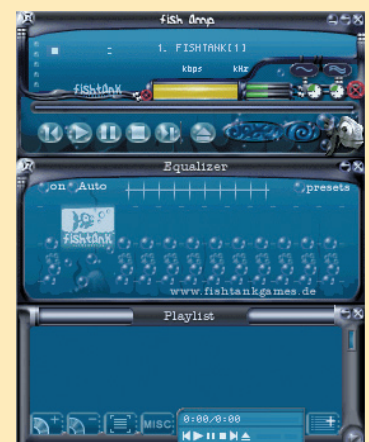 fish Amp
1. FISHTANK[1]
kbps kHz
fishtank
Equalizer
on Auto presets
fishtank
www.fishtankgames.de
Playlist
MISC
0:00/0:00